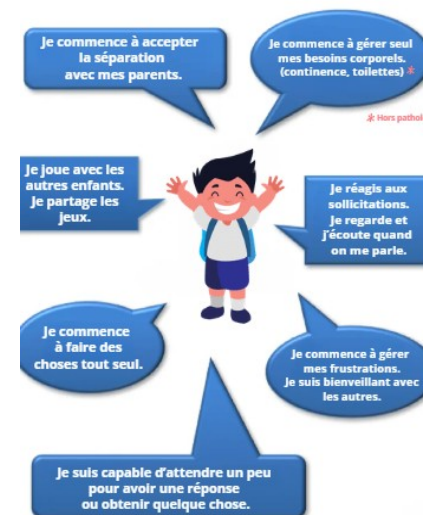 Je commence à accepter
la séparation
avec mes parents.
Je commence à gérer seul
mes besoins corporels.
(continence, toilettes) *
* Hors
Je joue avec les
autres enfants.
Je partage les
jeux.
Je réagis aux
sollicitations.
Je regarde et
j'écoute quand
on me parle.
Je commence
à faire des
choses tout seul.
Je commence à gérer
mes frustrations.
Je suis bienveillant avec
les autres.
Je suis capable d'attendre un peu
pour avoir une réponse
ou obtenir quelque chose.